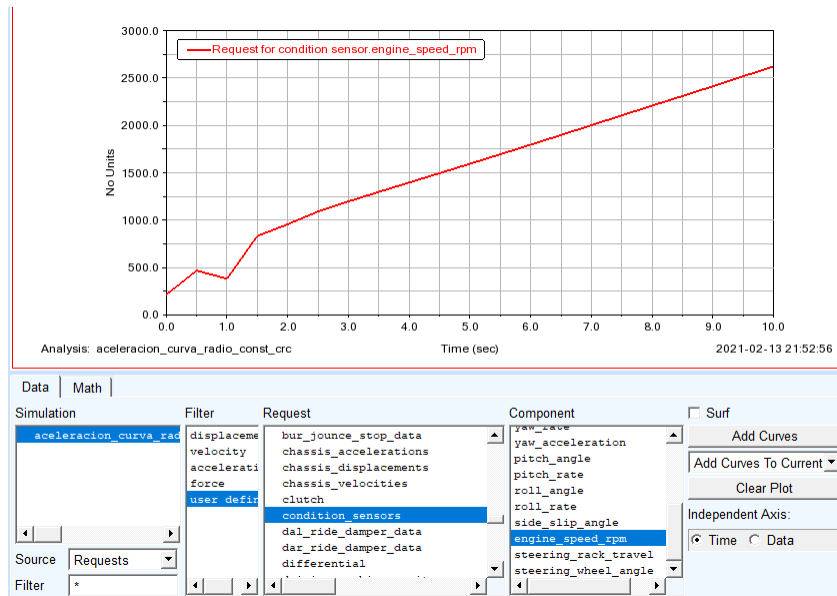 3000.0
Request for condition sensor.engine_speed_rpm
2500.0
2000.0
No Units
1500.0
1000.0
500.0
0.0
0.0 1.0 2.0 3.0 4.0 5.0 6.0 7.0 8.0 9.0 10.0
Analysis: aceleracion_curva_radio_const_crc Time (sec) 2021-02-13 21:52:56
Data Math
Simulation Filter Request Component Surf
aceleracion_curva_rad displaceme bur_jounce_stop_data yaw_rate
velocity chassis_accelerations yaw_acceleration Add Curves
accelerati chassis_displacements pitch_angle
force chassis_velocities pitch_rate Add Curves To Current
user defin clutch roll_angle Clear Plot
condition_sensors roll_rate
dal_ride_damper_data side_slip_angle Independent Axis:
dar_ride_damper_data engine_speed_rpm Time Data
Source Requests differential steering_rack_travel
steering_wheel_angle
Filter *